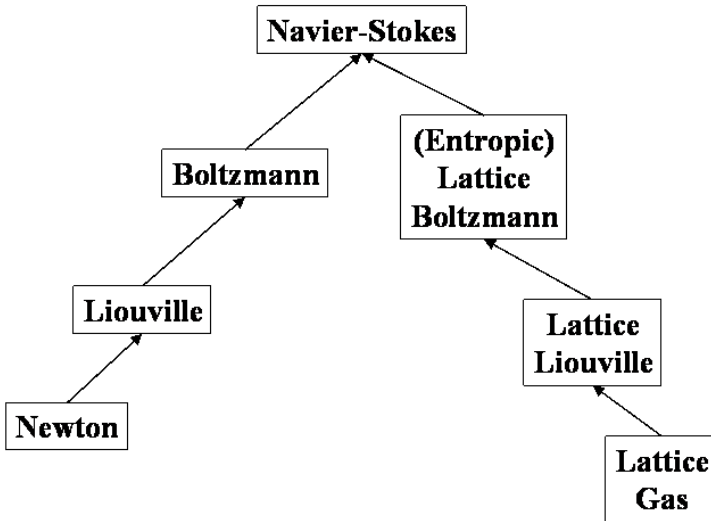 Navier-Stokes
Boltzmann
(Entropic)
Lattice
Boltzmann
Liouville
Lattice
Liouville
Newton
Lattice
Gas